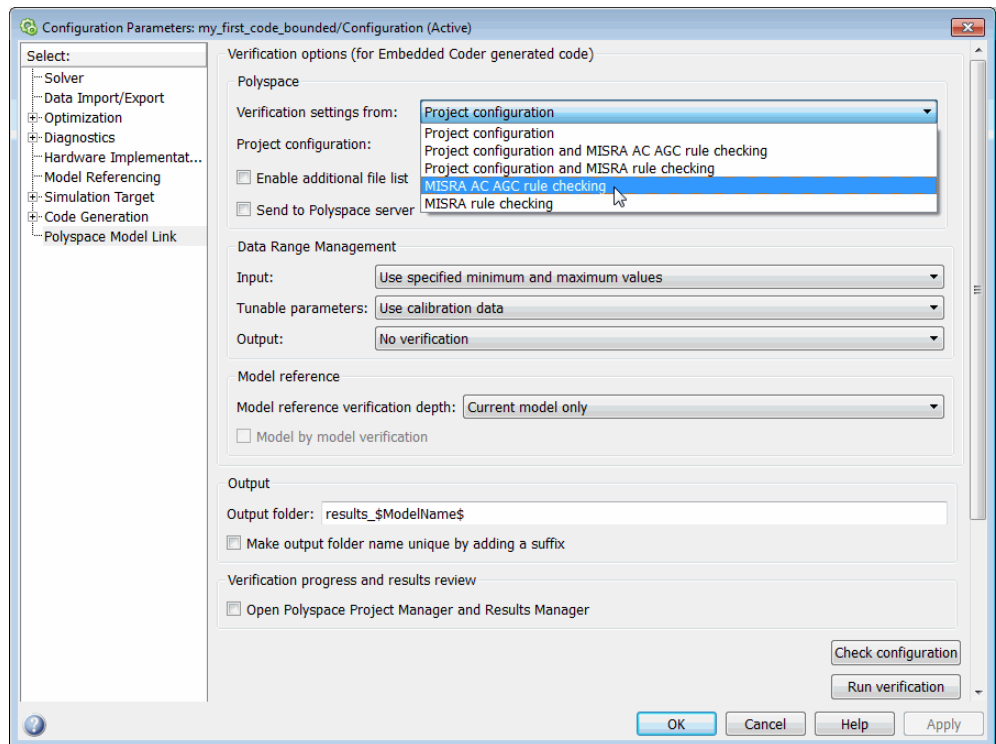 Configuration Parameters: my_first_code_bounded/Configuration (Active)
Select:
Solver
Data Import/Export
Optimization
Diagnostics
Hardware Implementat...
Model Referencing
Simulation Target
Code Generation
Polyspace Model Link
Verification options (for Embedded Coder generated code)
Polyspace
Verification settings from: Project configuration
Project configuration
Project configuration and MISRA AC AGC rule checking
Project configuration and MISRA rule checking
MISRA AC AGC rule checking
MISRA rule checking
Project configuration:
Enable additional file list
Send to Polyspace server
Data Range Management
Input: Use specified minimum and maximum values
Tunable parameters: Use calibration data
Output: No verification
Model reference
Model reference verification depth: Current model only
Model by model verification
Output
Output folder: results_$ModelName$
Make output folder name unique by adding a suffix
Verification progress and results review
Open Polyspace Project Manager and Results Manager
Check configuration
Run verification
OK Cancel Help Apply